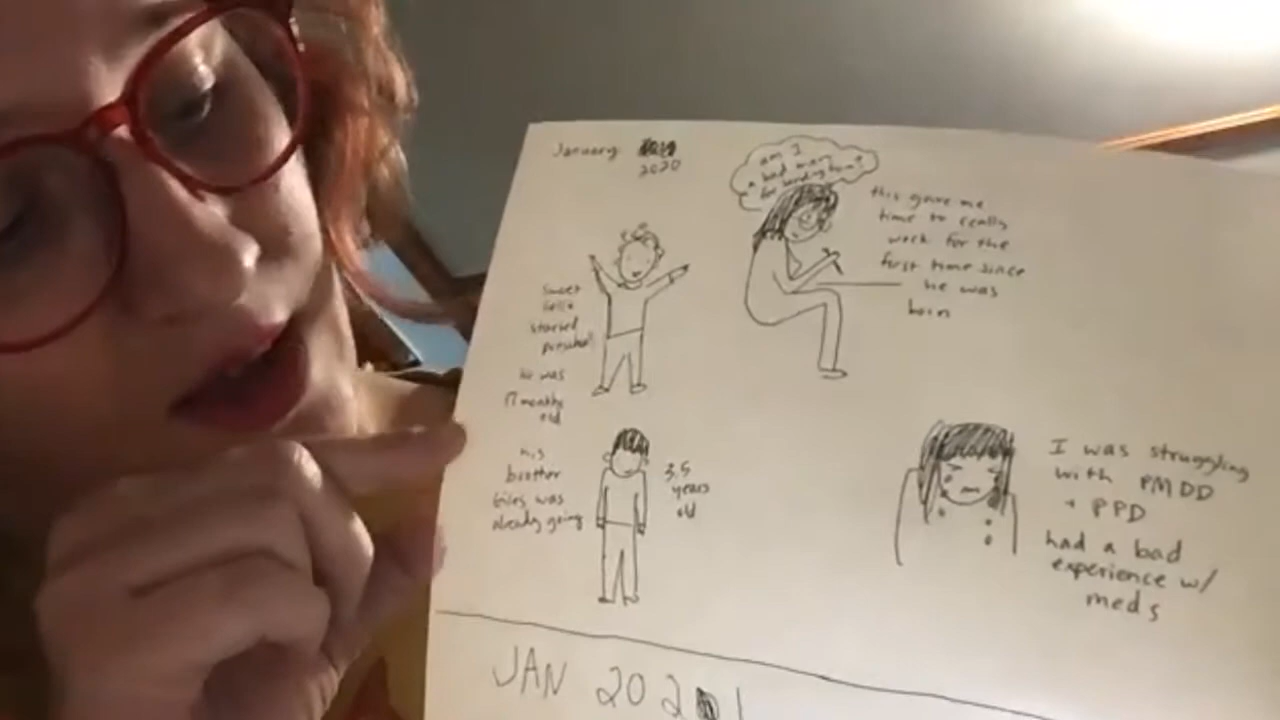 January
2020
am I
a bad mom
for sending him?
this gave me
time to really
work for the
first time since
he was
born
sweet
started
preschool
he was
17 months
old
his
brother
Giles was
already going
3.5
years
old
I was struggling
with PMDD
+ PPD
had a bad
experience w/
meds
JAN 2021